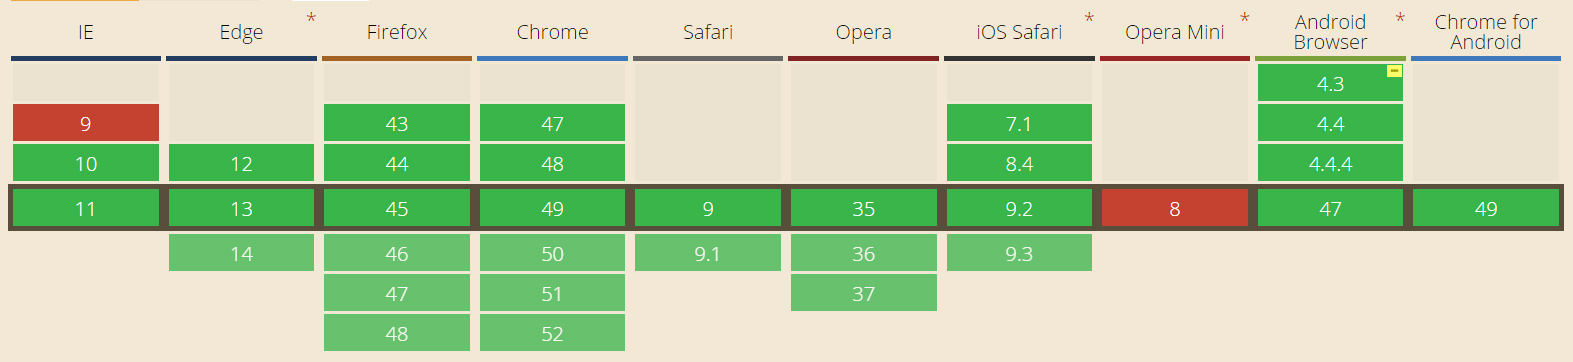 IE Edge * Firefox Chrome Safari Opera iOS Safari * Opera Mini * Android Browser * Chrome for Android
4.3
9 43 47 7.1 4.4
10 12 44 48 8.4 4.4.4
11 13 45 49 9 35 9.2 8 47 49
14 46 50 9.1 36 9.3
47 51 37
48 52